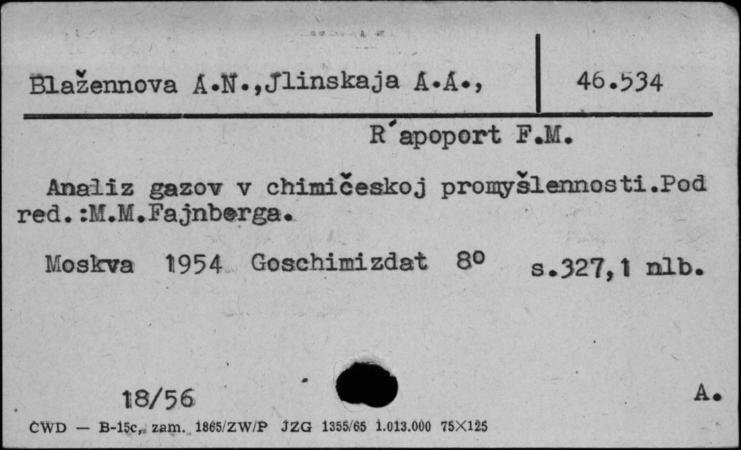 Blažennova A.N.,Jlinskaja A.A., 46.534
R´apoport F.M.
Analiz gazov v chimičeskoj promyšlennosti.Pod
red.:M.M.Fajnberga.
Moskva 1954 Goschimizdat 8º s.327,1 nlb.
18/56 A.
CWD — B-15c, zam. 1865/ZW/P JZG 1355/65 1.013.000 75X125